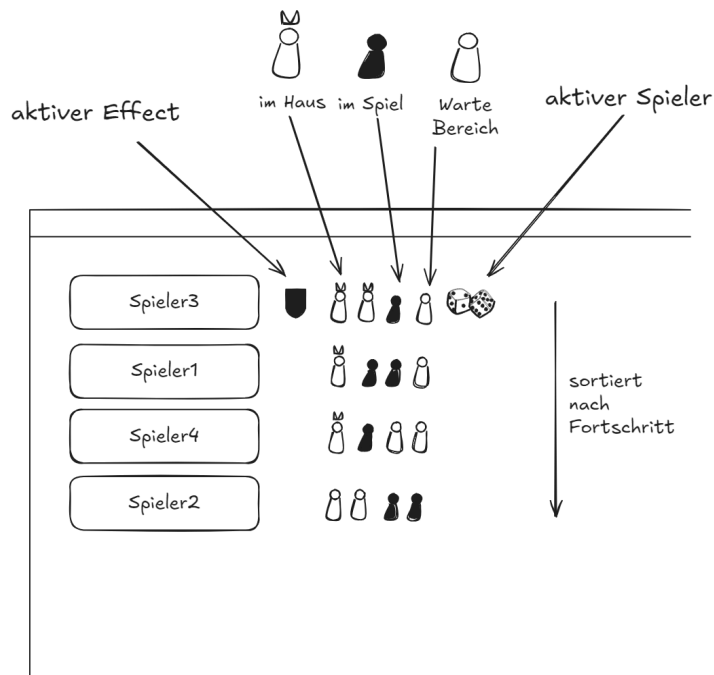 aktiver Effect
im Haus
im Spiel
Warte
Bereich
aktiver Spieler
Spieler3
Spieler1
Spieler4
Spieler2
sortiert
nach
Fortschritt